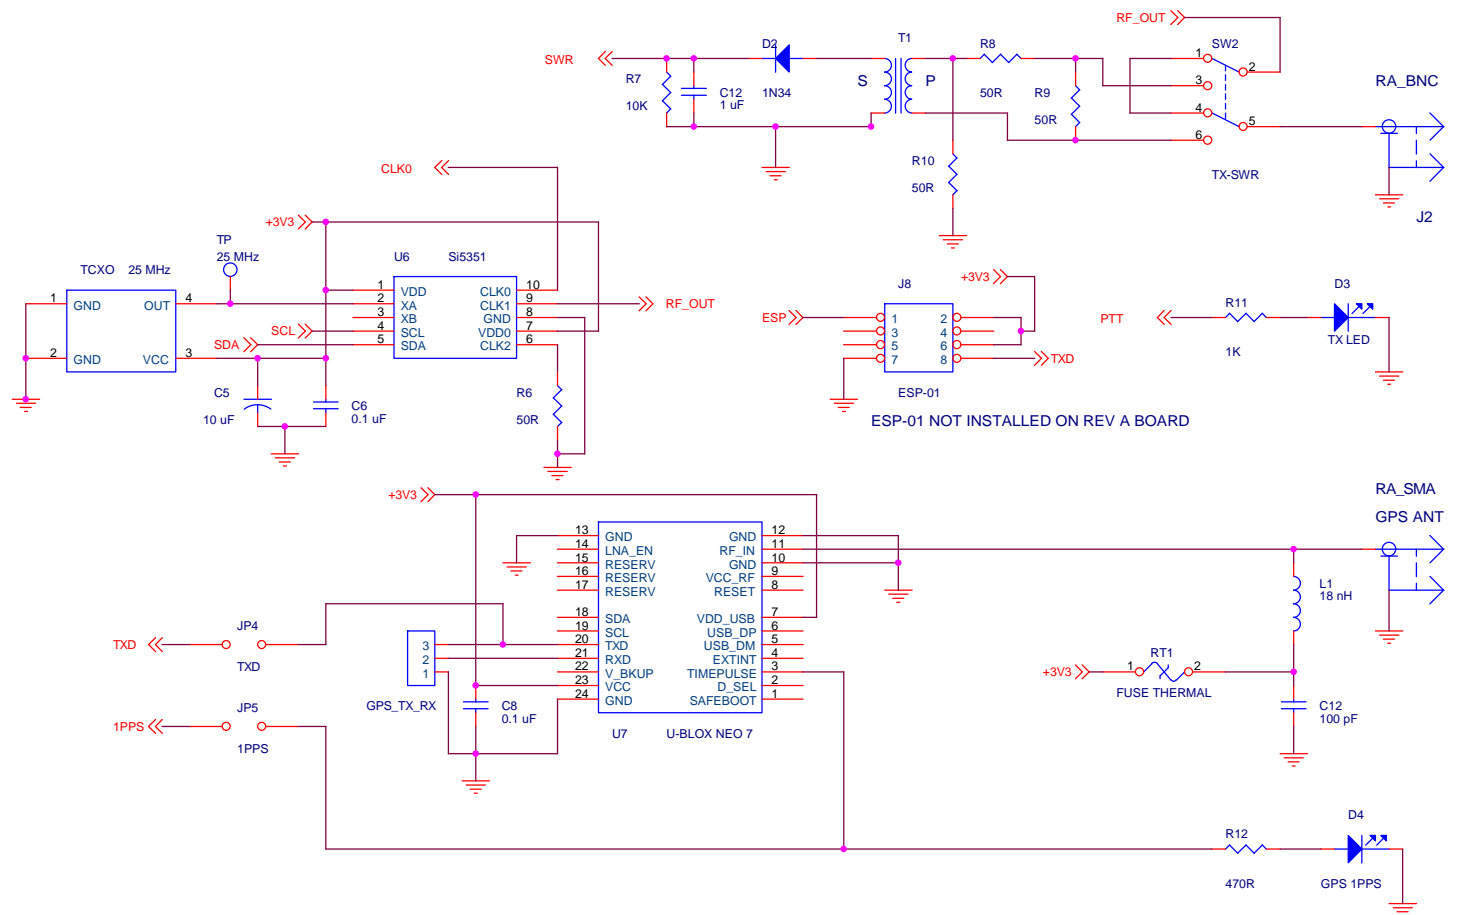 RF_OUT
SWR
D2
1N34
R7
10K
C12
1 uF
T1
S
P
R8
50R
R9
50R
R10
50R
SW2
1
2
3
4
5
6
TX-SWR
RA_BNC
J2
CLK0
+3V3
TP
25 MHz
TCXO 25 MHz
1
GND
OUT
4
2
GND
VCC
3
SCL
SDA
U6 Si5351
1
VDD
CLK0
10
2
XA
CLK1
9
3
XB
GND
8
4
SCL
VDD0
7
5
SDA
CLK2
6
RF_OUT
C5
10 uF
C6
0.1 uF
R6
50R
+3V3
J8
ESP
1
2
3
4
5
6
7
8
TXD
ESP-01
ESP-01 NOT INSTALLED ON REV A BOARD
PTT
R11
1K
D3
TX LED
+3V3
13
GND
GND
12
14
LNA_EN
RF_IN
11
15
RESERV
GND
10
16
RESERV
VCC_RF
9
17
RESERV
RESET
8
18
SDA
VDD_USB
7
19
SCL
USB_DP
6
20
TXD
USB_DM
5
21
RXD
EXTINT
4
22
V_BKUP
TIMEPULSE
3
23
VCC
D_SEL
2
24
GND
SAFEBOOT
1
U7 U-BLOX NEO 7
TXD
JP4
TXD
1PPS
JP5
1PPS
3
2
1
GPS_TX_RX
C8
0.1 uF
RA_SMA
GPS ANT
L1
18 nH
+3V3
RT1
1
2
FUSE THERMAL
C12
100 pF
R12
470R
D4
GPS 1PPS